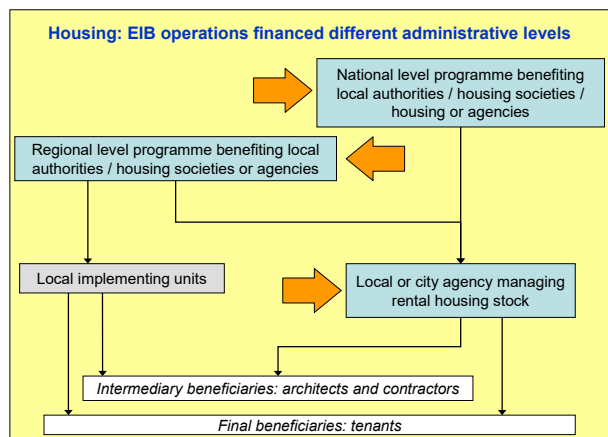 Housing: EIB operations financed different administrative levels
National level programme benefiting
local authorities / housing societies /
housing or agencies
Regional level programme benefiting local
authorities / housing societies or agencies
Local implementing units
Local or city agency managing
rental housing stock
Intermediary beneficiaries: architects and contractors
Final beneficiaries: tenants